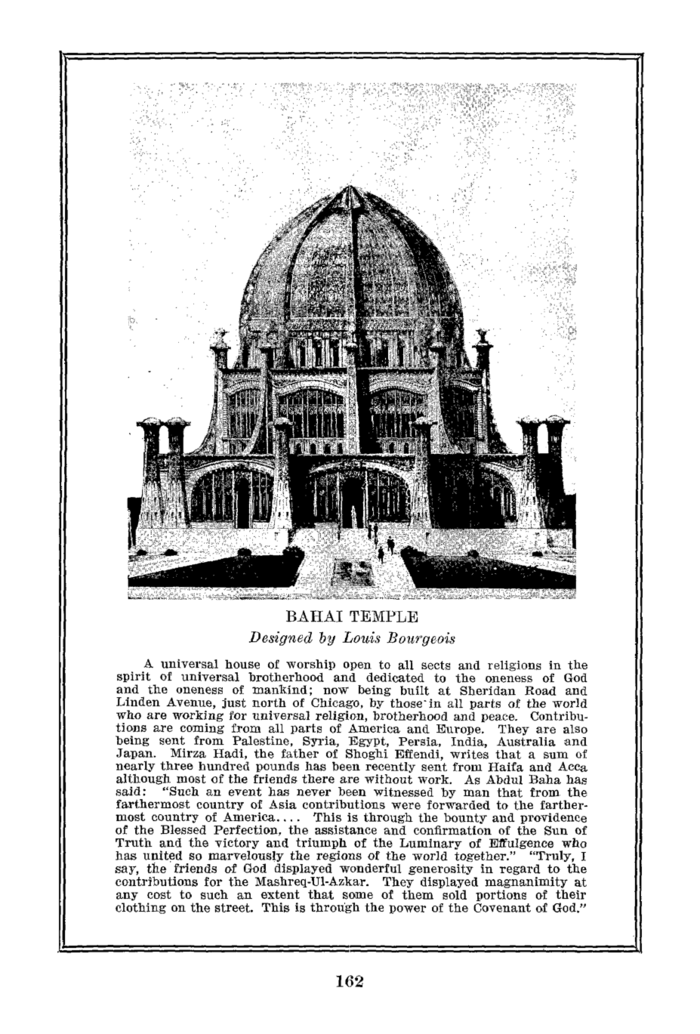 BAHAI TEMPLE
Designed by Louis Bourgeois
A universal house of worship open to all sects and religions in the
spirit of universal brotherhood and dedicated to the oneness of God
and the oneness of mankind; now being built at Sheridan Road and
Linden Avenue, just north of Chicago, by those in all parts of the world
who are working for universal religion, brotherhood and peace. Contribu-
tions are coming from all parts of America and Europe. They are also
being sent from Palestine, Syria, Egypt, Persia, India, Australia and
Japan. Mirza Hadi, the father of Shoghi Effendi, writes that a sum of
nearly three hundred pounds has been recently sent from Haifa and Acca
although most of the friends there are without work. As Abdul Baha has
said: "Such an event has never been witnessed by man that from the
farthermost country of Asia contributions were forwarded to the farther-
most country of America.... This is through the bounty and providence
of the Blessed Perfection, the assistance and confirmation of the Sun of
Truth and the victory and triumph of the Luminary of Effulgence who
has united so marvelously the regions of the world together." "Truly, I
say, the friends of God displayed wonderful generosity in regard to the
contributions for the Mashreq-Ul-Azkar. They displayed magnanimity at
any cost to such an extent that some of them sold portions of their
clothing on the street. This is through the power of the Covenant of God."
162